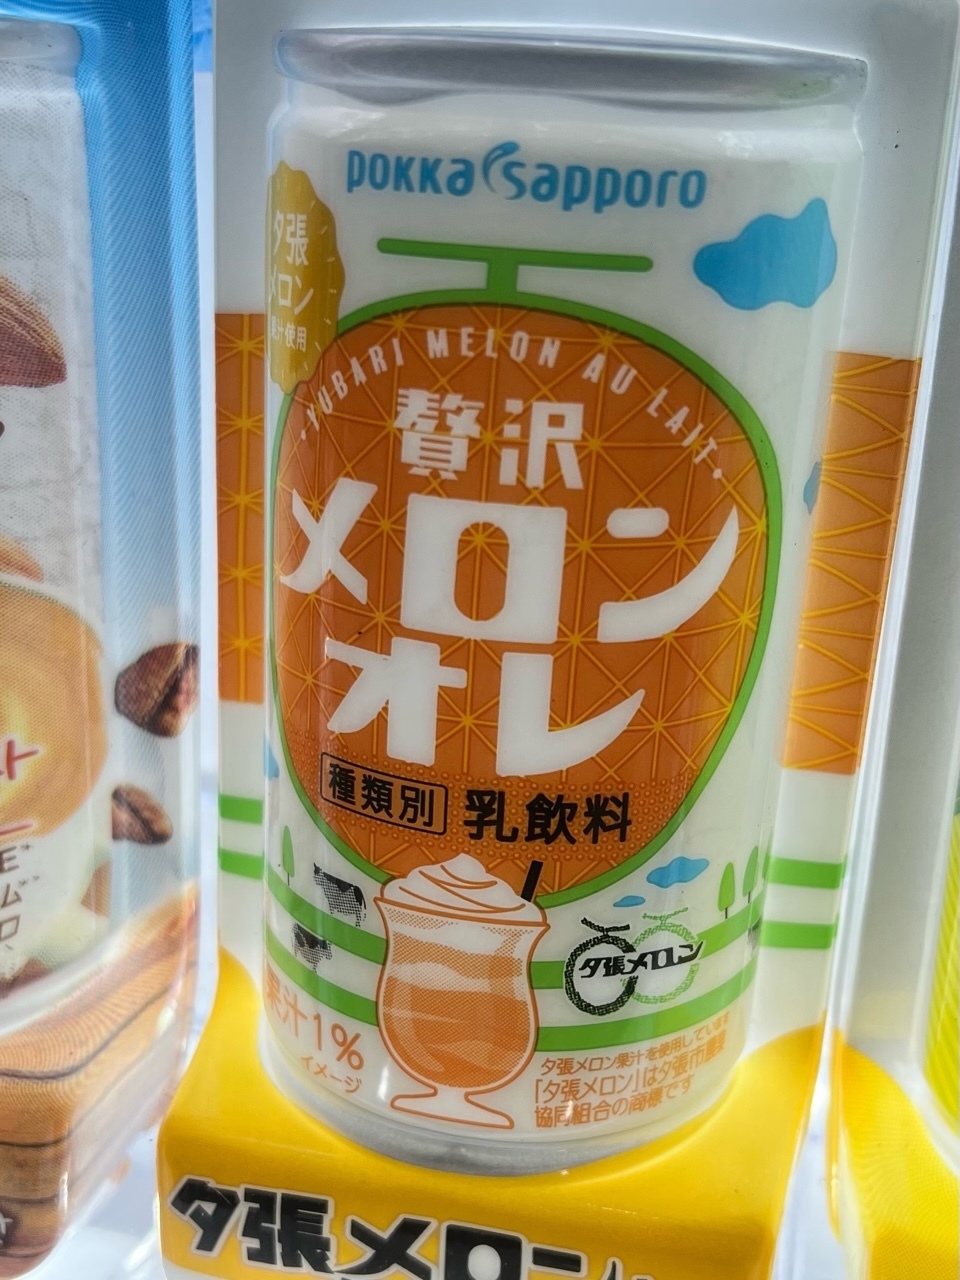 POKKA SAPPORO
夕張
メロン
果汁使用
YUBARI MELON AU LAIT
贅沢
メロン
オレ
種類別 乳飲料
夕張メロン
果汁1%
イメージ
夕張メロン果汁を使用しています
「夕張メロン」は夕張市農業
協同組合の商標です
夕張メロン